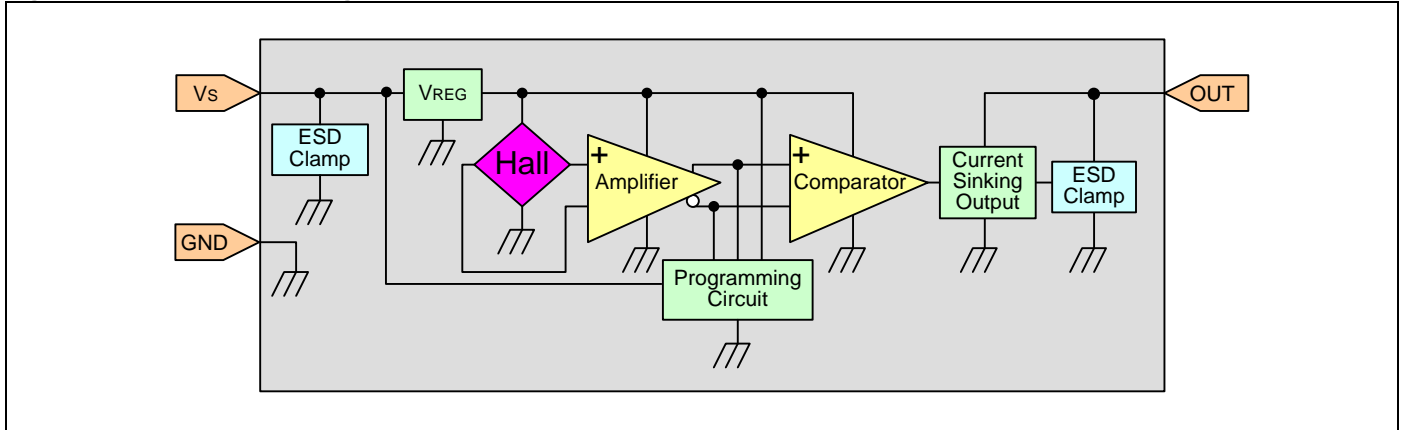 Vs
VREG
OUT
ESD
Clamp
Hall
+
Amplifier
+
Comparator
Current
Sinking
Output
ESD
Clamp
GND
Programming
Circuit